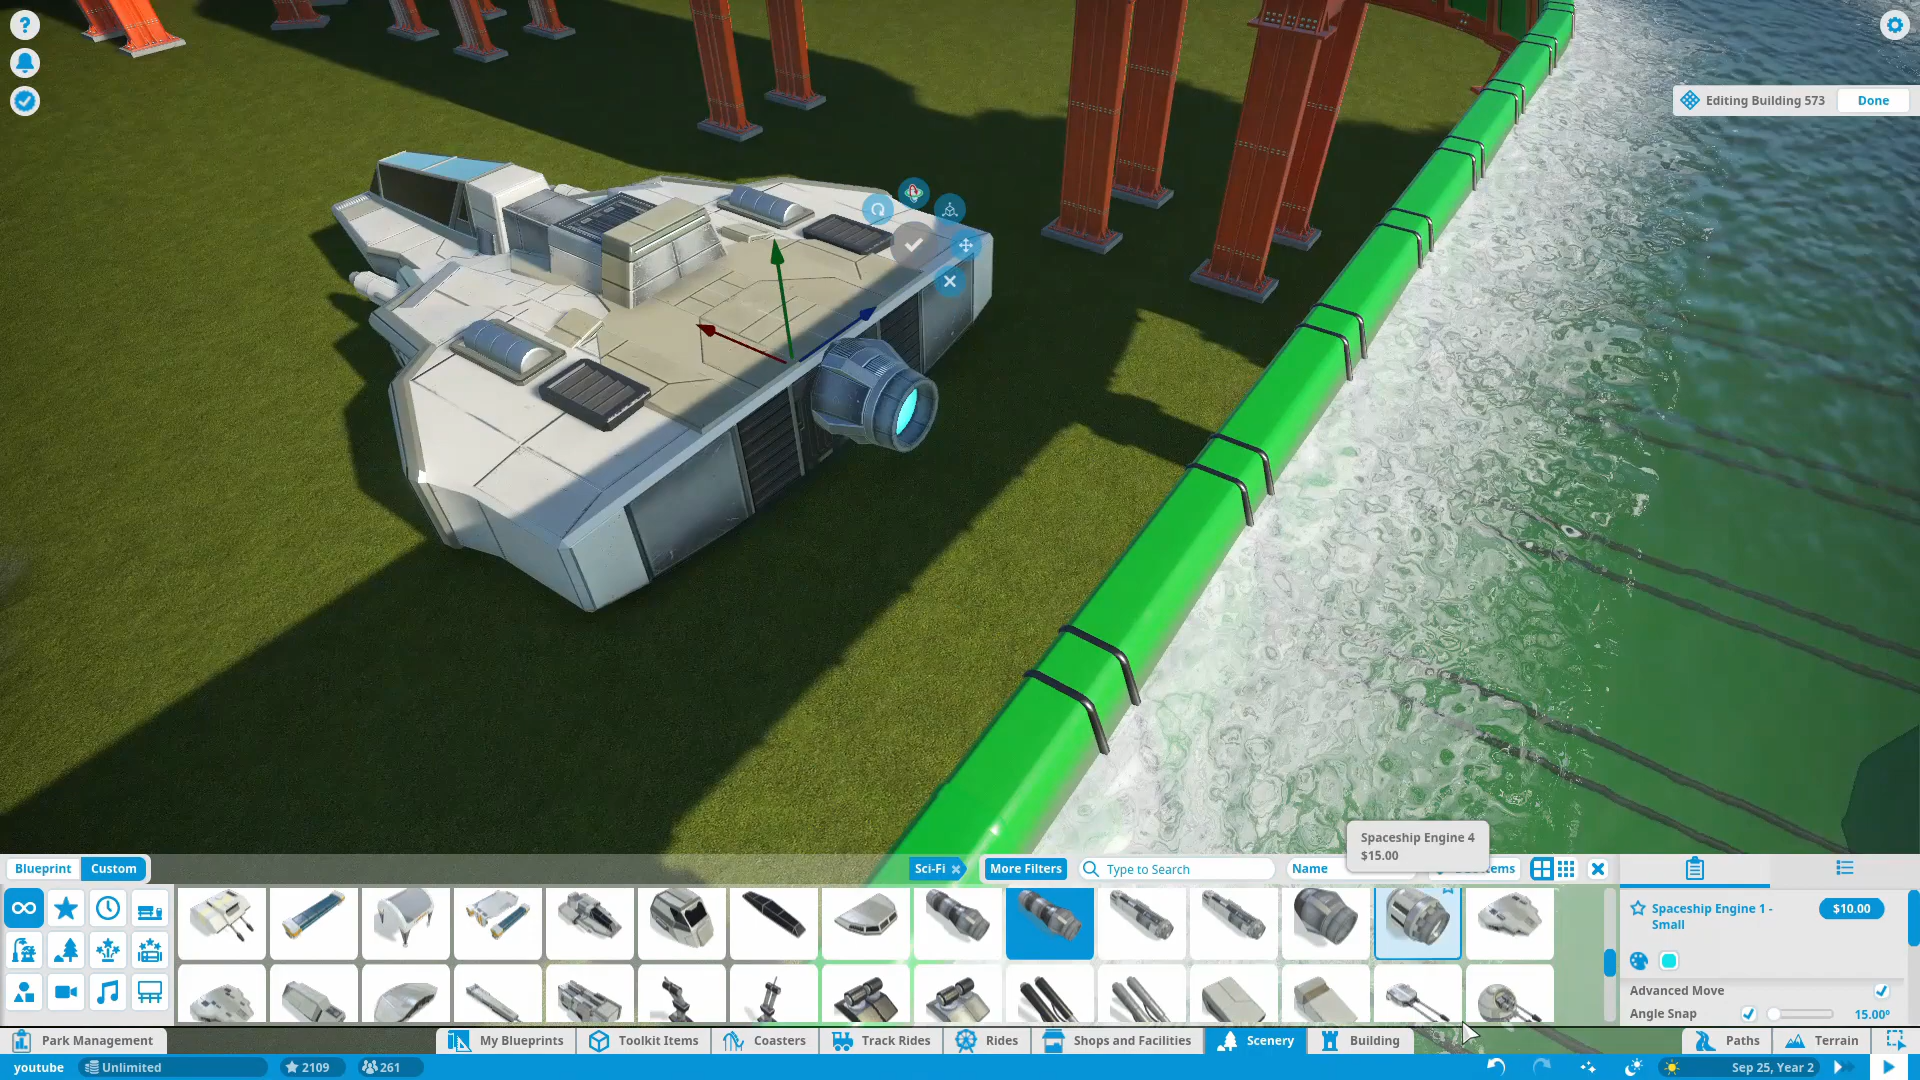 ?
Editing Building 573 Done
Spaceship Engine 4
$15.00
Blueprint Custom Sci-Fi More Filters Type to Search Name
Spaceship Engine 1 -
Small
$10.00
Advanced Move
Angle Snap 15.00°
Park Management My Blueprints Toolkit Items Coasters Track Rides Rides Shops and Facilities Scenery Building Paths Terrain
youtube Unlimited 2109 261 Sep 25, Year 2